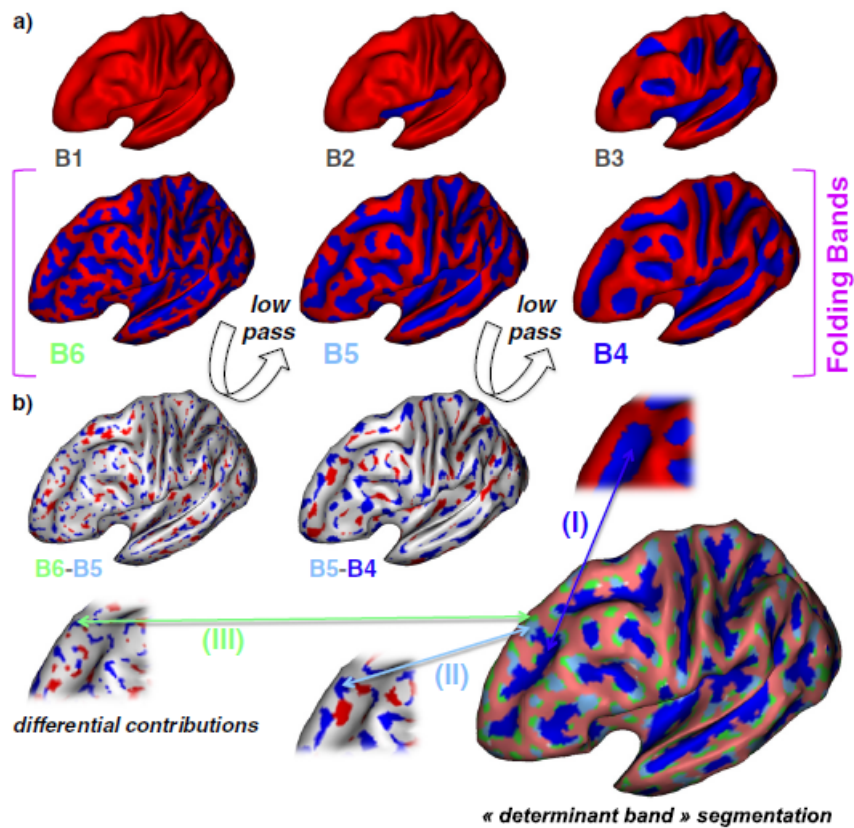 a)
B1
B2
B3
B6
low
pass
B5
low
pass
B4
Folding Bands
b)
B6-B5
B5-B4
(I)
(III)
(II)
differential contributions
« determinant band » segmentation